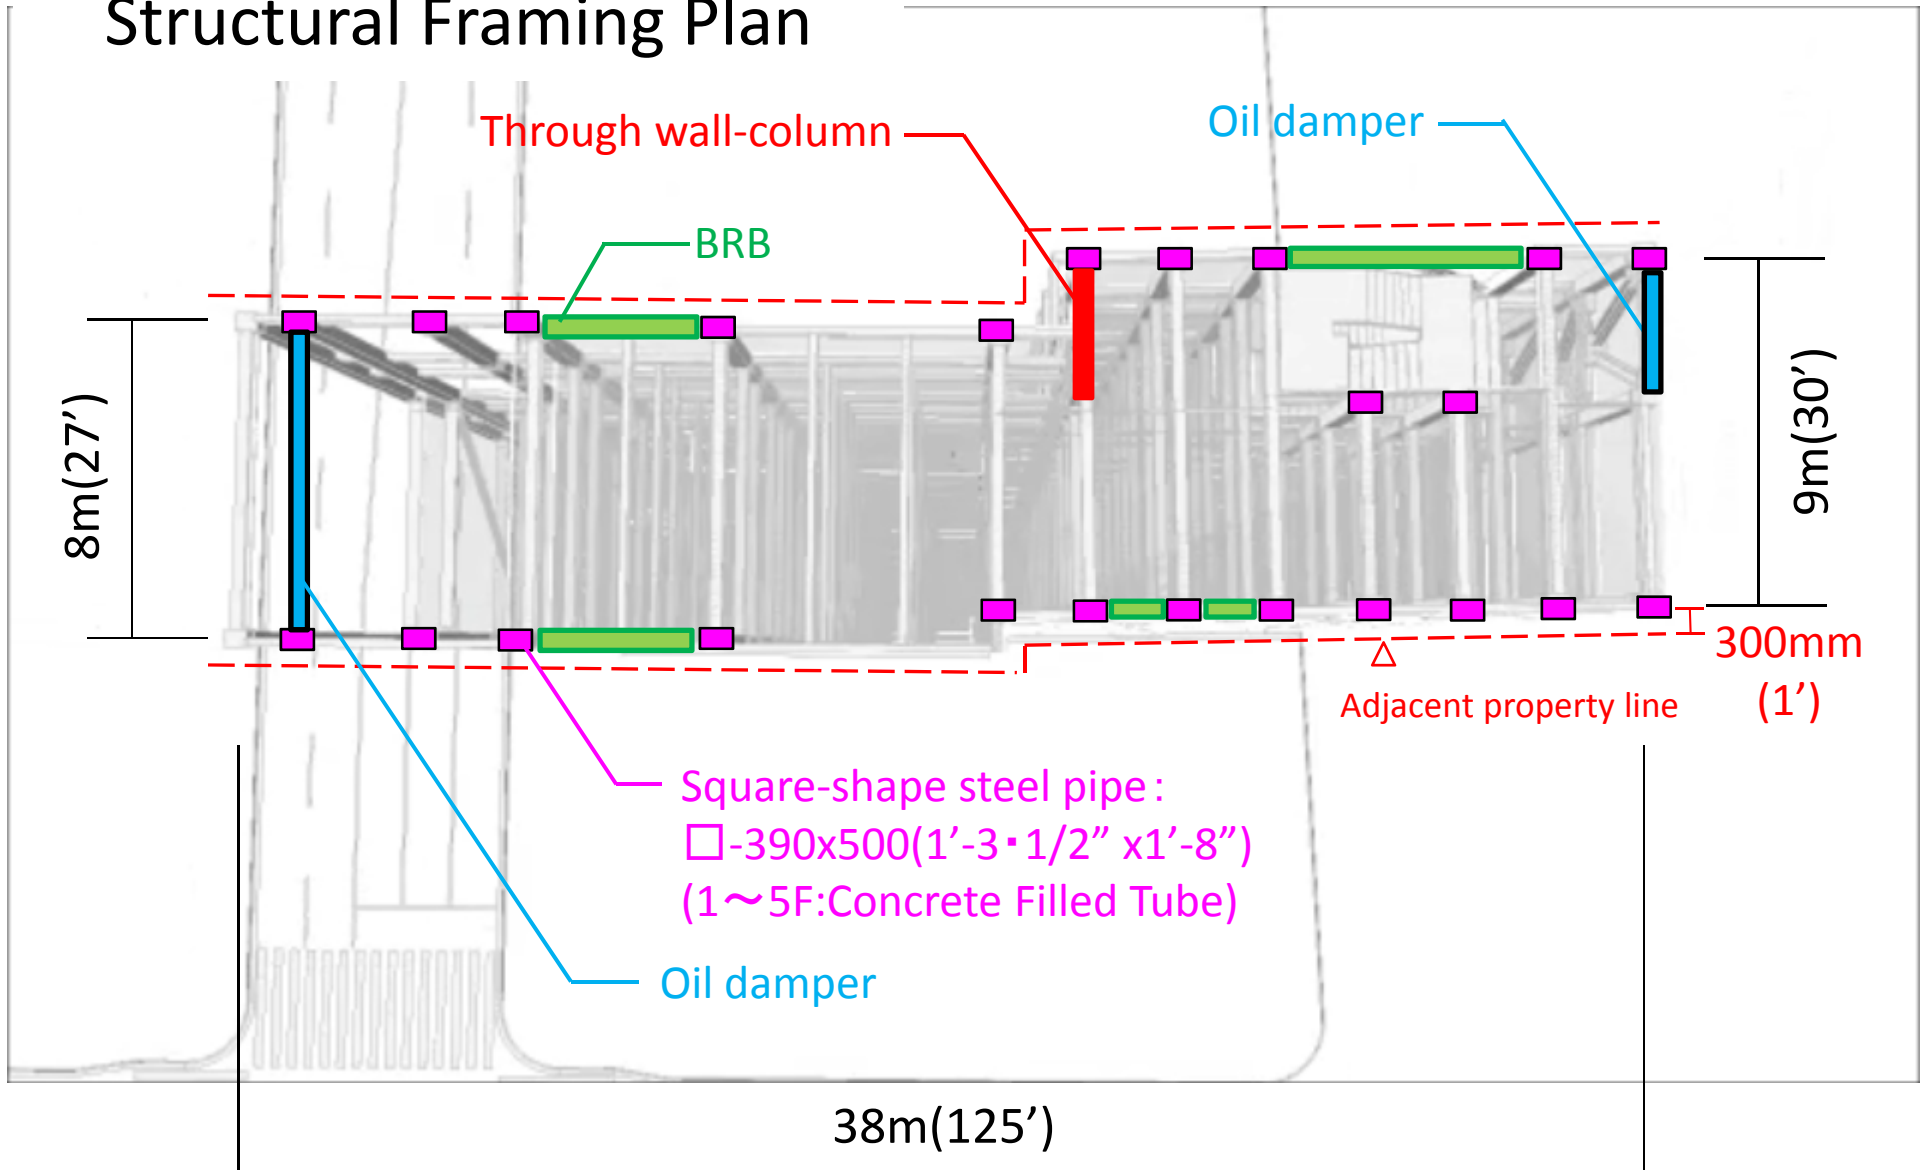 Structural Framing Plan
Through wall-column
Oil damper
BRB
8m(27’)
9m(30’)
300mm
(1’)
Adjacent property line
Square-shape steel pipe：
□-390x500(1’-3・1/2” x1’-8”)
(1～5F:Concrete Filled Tube)
Oil damper
38m(125’)